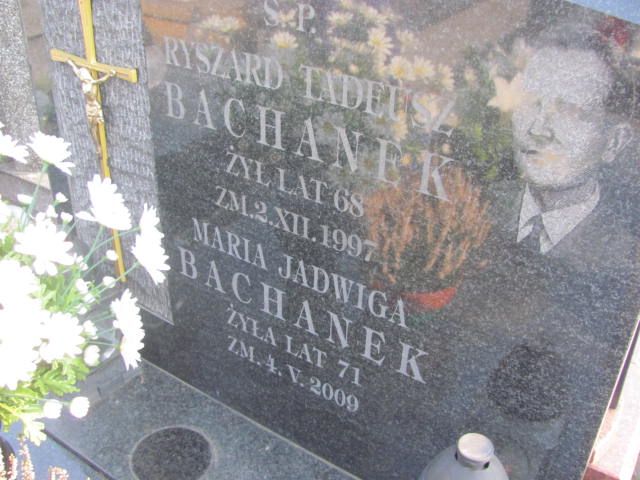 Ś.P.
RYSZARD TADEUSZ
BACHANEK
ŻYŁ LAT 68
ZM.2.XII.1997
MARIA JADWIGA
BACHANEK
ŻYŁA LAT 71
ZM.4.V.2009